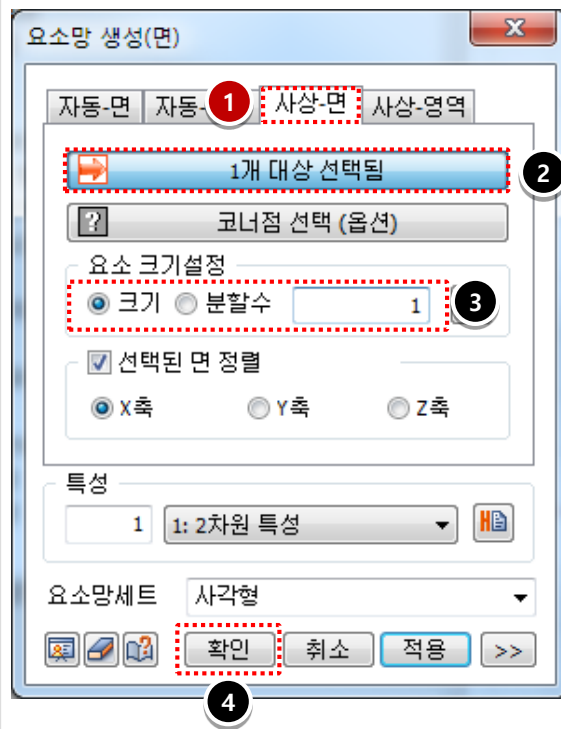 요소망 생성(면)
자동-면 자동- 1 사상-면 사상-영역
1개 대상 선택됨 2
? 코너점 선택 (옵션)
요소 크기설정
크기 분할수 1 3
선택된 면 정렬
X축 Y축 Z축
특성
1 1: 2차원 특성 H
요소망세트 사각형
확인 취소 적용 >>
4